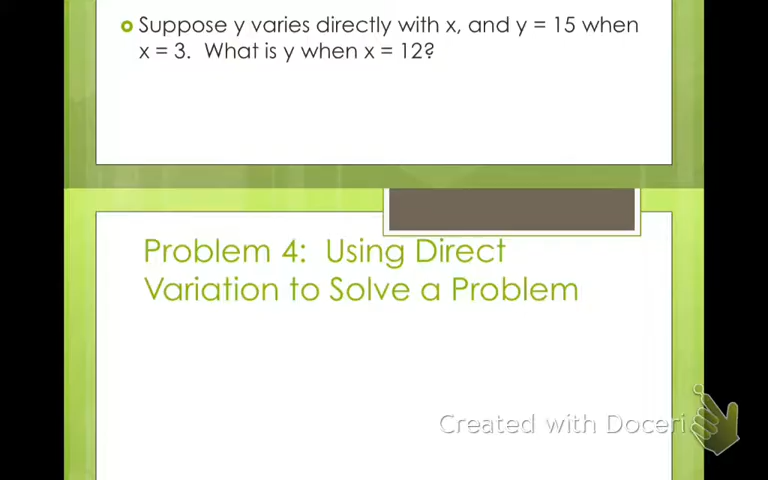 Suppose y varies directly with x, and y = 15 when
x = 3.  What is y when x = 12?
Problem 4:  Using Direct
Variation to Solve a Problem
Created with Doceri